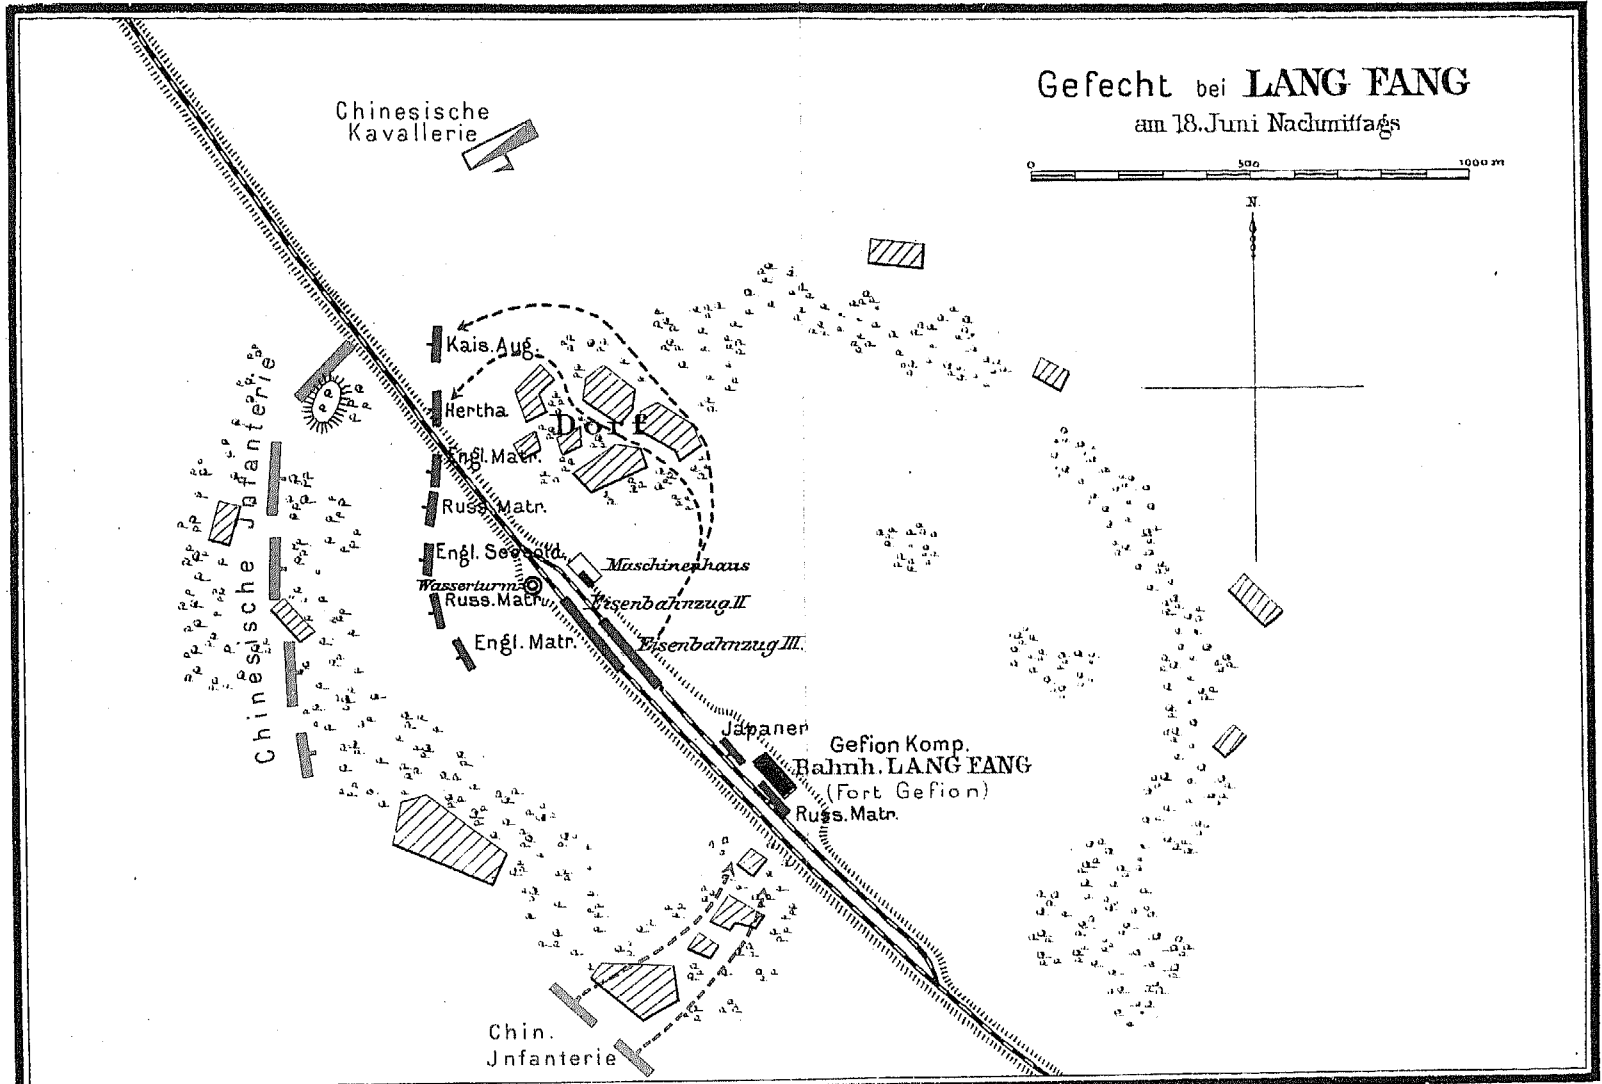 Gefecht bei LANG FANG
am 18. Juni Nachmittags
0 500 1000 m
N.
Chinesische
Kavallerie
Kais. Aug.
Hertha
Dorf
Engl. Matr.
Russ. Matr.
Engl. Seesold.
Maschinenhaus
Wasserturm
Russ. Matr.
Eisenbahnzug II
Engl. Matr.
Eisenbahnzug III.
Chinesische Jnfanterie
Japaner
Gefion Komp.
Bahnh. LANG FANG
(Fort Gefion)
Russ. Matr.
Chin.
Jnfanterie